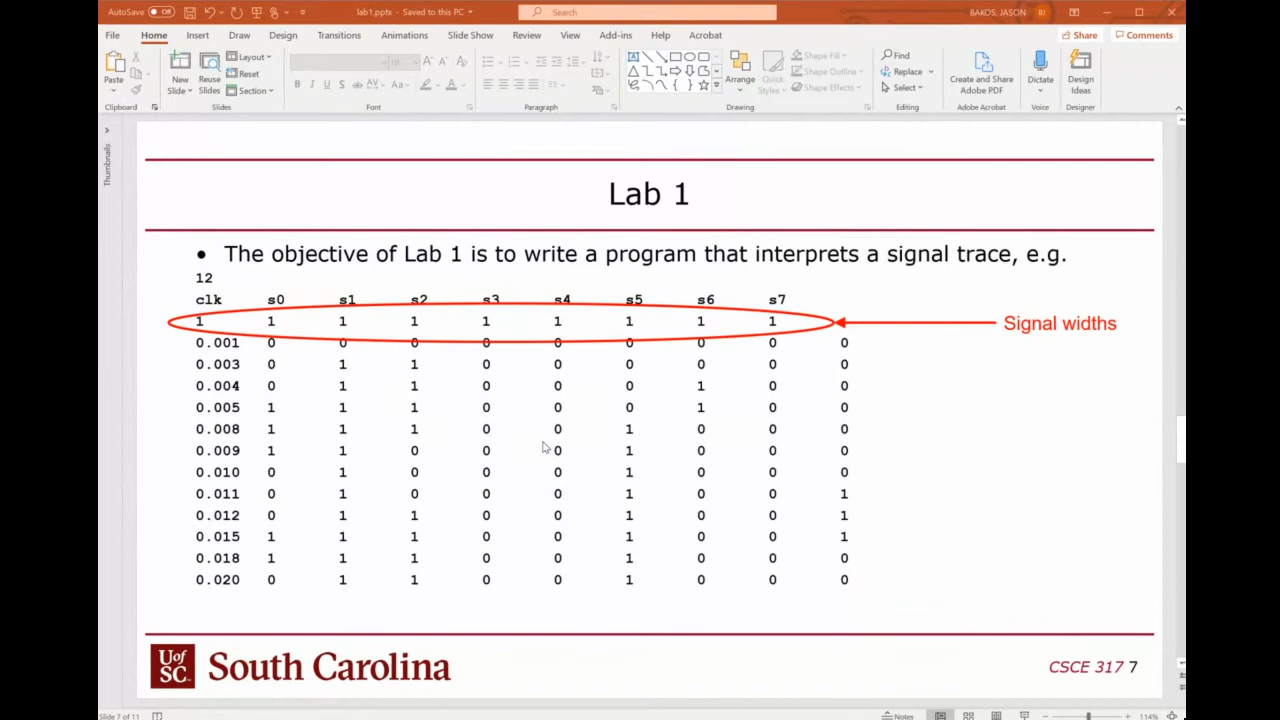 AutoSave Off lab1.pptx - Saved to this PC Search BAKOS, JASON BJ
File Home Insert Draw Design Transitions Animations Slide Show Review View Add-ins Help Acrobat Share Comments
Paste New Slide Reuse Slides Layout Reset Section Arrange Quick Styles Shape Fill Shape Outline Shape Effects Find Replace Select Create and Share Adobe PDF Dictate Design Ideas
Clipboard Slides Font Paragraph Drawing Editing Adobe Acrobat Voice Designer
Thumbnails
Lab 1
• The objective of Lab 1 is to write a program that interprets a signal trace, e.g.
12
clk s0 s1 s2 s3 s4 s5 s6 s7
1 1 1 1 1 1 1 1 1 Signal widths
0.001 0 0 0 0 0 0 0 0 0
0.003 0 1 1 0 0 0 0 0 0
0.004 0 1 1 0 0 0 1 0 0
0.005 1 1 1 0 0 0 1 0 0
0.008 1 1 1 0 0 1 0 0 0
0.009 1 1 0 0 0 1 0 0 0
0.010 0 1 0 0 0 1 0 0 0
0.011 0 1 0 0 0 1 0 0 1
0.012 0 1 1 0 0 1 0 0 1
0.015 1 1 1 0 0 1 0 0 1
0.018 1 1 1 0 0 1 0 0 0
0.020 0 1 1 0 0 1 0 0 0
UofSC South Carolina CSCE 317 7
Slide 7 of 11 Notes 114%